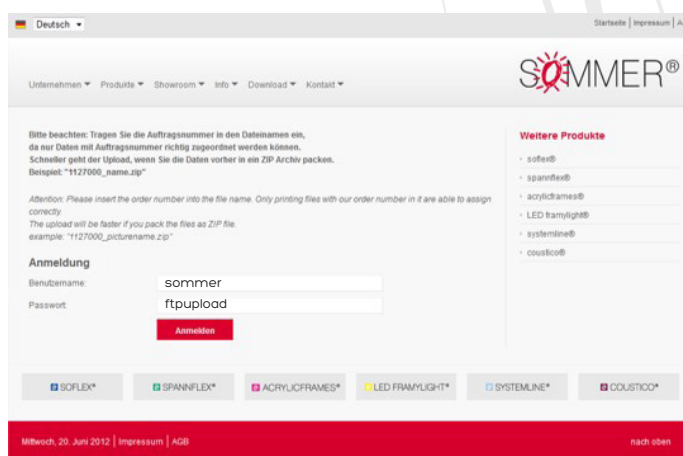 Deutsch
Startseite | Impressum | A
SOMMER®
Unternehmen Produkte Showroom Info Download Kontakt
Bitte beachten: Tragen Sie die Auftragsnummer in den Dateinamen ein,
da nur Daten mit Auftragsnummer richtig zugeordnet
werden können.
Schneller geht der Upload, wenn Sie die Daten vorher in ein ZIP Archiv packen.
Beispiel: "1127000_name.zip"
Attention: Please insert the order number into the file name. Only printing files with our order number in it are able to assign
correctly.
The upload will be faster if you pack the files as ZIP file.
example: "1127000_picturename.zip"
Anmeldung
Benutzername: sommer
Passwort: ftpupload
Anmelden
Weitere Produkte
soflex®
spannflex®
acrylicframes®
LED framylight®
systemline®
coustico®
SOFLEX® SPANNFLEX® ACRYLICFRAMES® LED FRAMYLIGHT® SYSTEMLINE® COUSTICO®
Mittwoch, 20. Juni 2012 | Impressum | AGB
nach oben